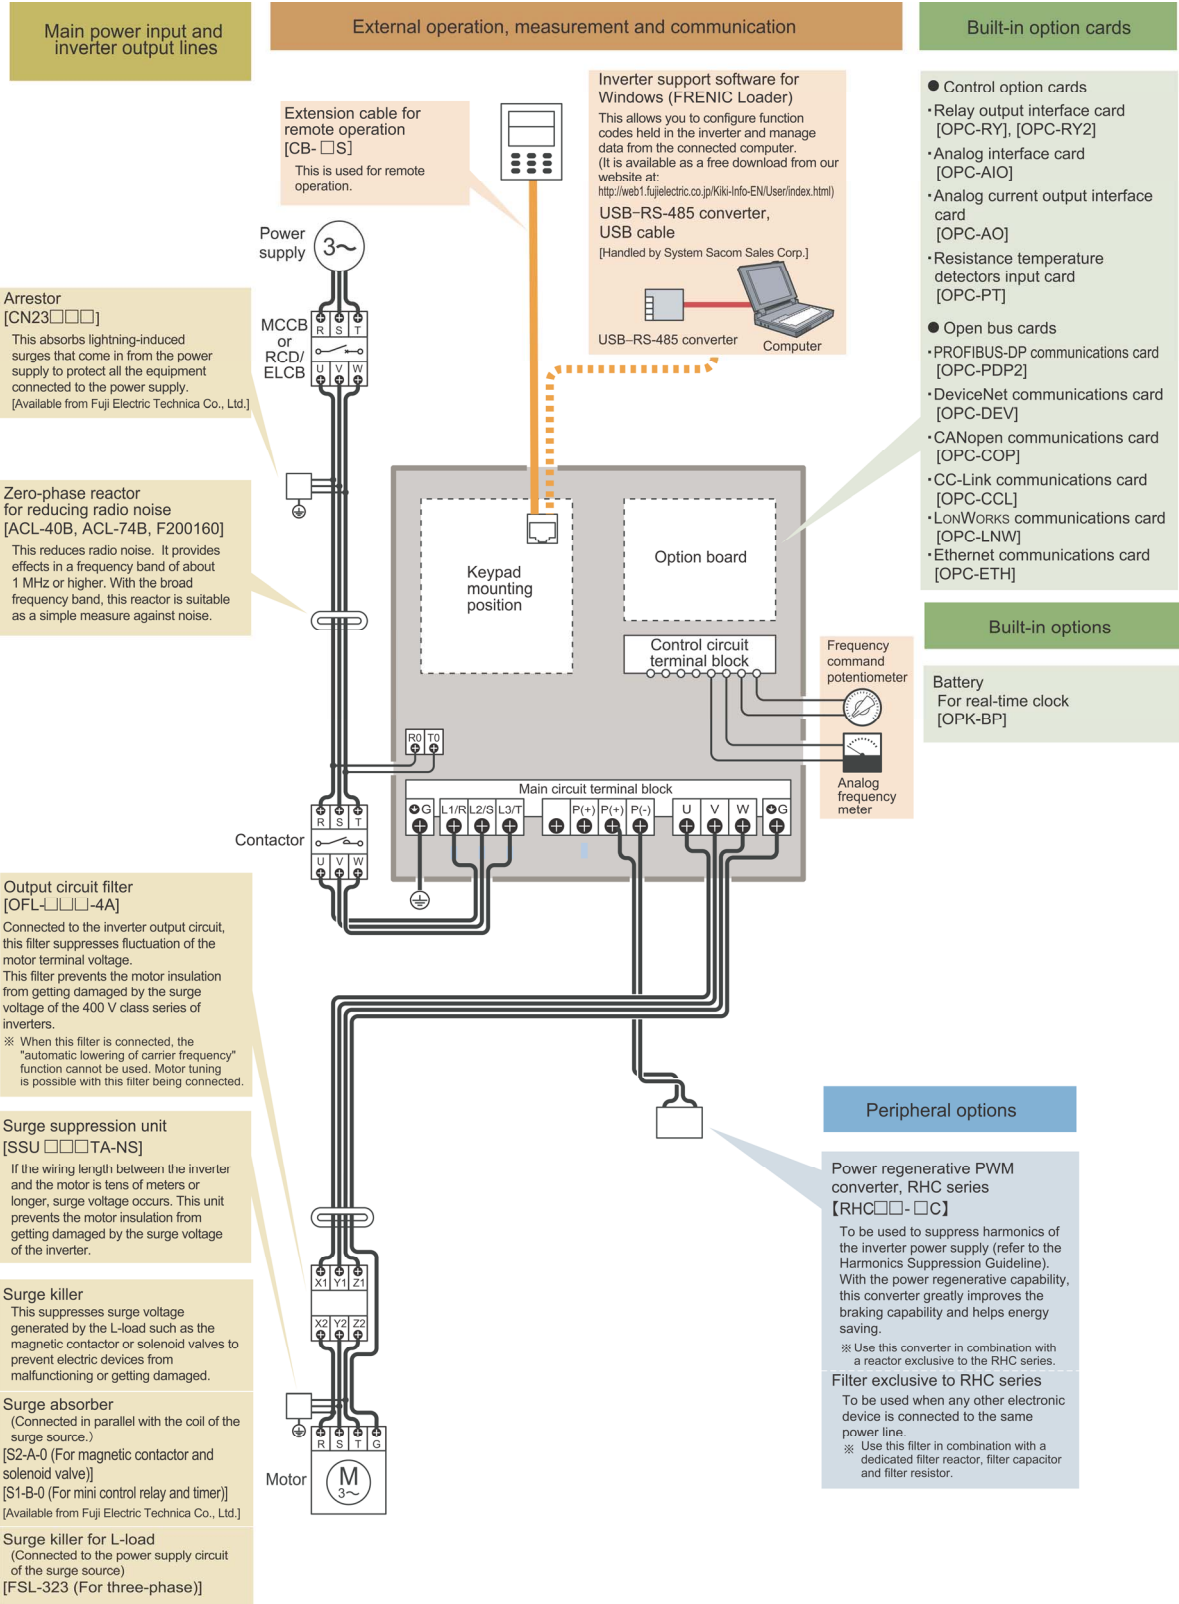 Main power input and
inverter output lines
External operation, measurement and communication
Built-in option cards
Extension cable for
remote operation
[CB- □S]
This is used for remote
operation.
Inverter support software for
Windows (FRENIC Loader)
This allows you to configure function
codes held in the inverter and manage
data from the connected computer.
(It is available as a free download from our
website at:
http://web1.fujielectric.co.jp/Kiki-Info-EN/User/index.html)
USB–RS-485 converter,
USB cable
[Handled by System Sacom Sales Corp.]
USB–RS-485 converter
Computer
● Control option cards
・Relay output interface card
[OPC-RY], [OPC-RY2]
・Analog interface card
[OPC-AIO]
・Analog current output interface
card
[OPC-AO]
・Resistance temperature
detectors input card
[OPC-PT]
● Open bus cards
・PROFIBUS-DP communications card
[OPC-PDP2]
・DeviceNet communications card
[OPC-DEV]
・CANopen communications card
[OPC-COP]
・CC-Link communications card
[OPC-CCL]
・LONWORKS communications card
[OPC-LNW]
・Ethernet communications card
[OPC-ETH]
Built-in options
Battery
For real-time clock
[OPK-BP]
Power
supply
3~
Arrestor
[CN23□□□]
This absorbs lightning-induced
surges that come in from the power
supply to protect all the equipment
connected to the power supply.
[Available from Fuji Electric Technica Co., Ltd.]
MCCB
or
RCD/
ELCB
R S T
U V W
Zero-phase reactor
for reducing radio noise
[ACL-40B, ACL-74B, F200160]
This reduces radio noise. It provides
effects in a frequency band of about
1 MHz or higher. With the broad
frequency band, this reactor is suitable
as a simple measure against noise.
Keypad
mounting
position
Option board
Control circuit
terminal block
Frequency
command
potentiometer
Analog
frequency
meter
R0 T0
Main circuit terminal block
G L1/R L2/S L3/T P(+) P(+) P(-) U V W G
Contactor
R S T
U V W
Output circuit filter
[OFL-□□□-4A]
Connected to the inverter output circuit,
this filter suppresses fluctuation of the
motor terminal voltage.
This filter prevents the motor insulation
from getting damaged by the surge
voltage of the 400 V class series of
inverters.
※ When this filter is connected, the
"automatic lowering of carrier frequency"
function cannot be used. Motor tuning
is possible with this filter being connected.
Surge suppression unit
[SSU □□□TA-NS]
If the wiring length between the inverter
and the motor is tens of meters or
longer, surge voltage occurs. This unit
prevents the motor insulation from
getting damaged by the surge voltage
of the inverter.
Surge killer
This suppresses surge voltage
generated by the L-load such as the
magnetic contactor or solenoid valves to
prevent electric devices from
malfunctioning or getting damaged.
Surge absorber
(Connected in parallel with the coil of the
surge source.)
[S2-A-0 (For magnetic contactor and
solenoid valve)]
[S1-B-0 (For mini control relay and timer)]
[Available from Fuji Electric Technica Co., Ltd.]
Surge killer for L-load
(Connected to the power supply circuit
of the surge source)
[FSL-323 (For three-phase)]
X1 Y1 Z1
X2 Y2 Z2
R S T G
Motor
M
3~
Peripheral options
Power regenerative PWM
converter, RHC series
【RHC□□-□C】
To be used to suppress harmonics of
the inverter power supply (refer to the
Harmonics Suppression Guideline).
With the power regenerative capability,
this converter greatly improves the
braking capability and helps energy
saving.
※ Use this converter in combination with
a reactor exclusive to the RHC series.
Filter exclusive to RHC series
To be used when any other electronic
device is connected to the same
power line.
※ Use this filter in combination with a
dedicated filter reactor, filter capacitor
and filter resistor.